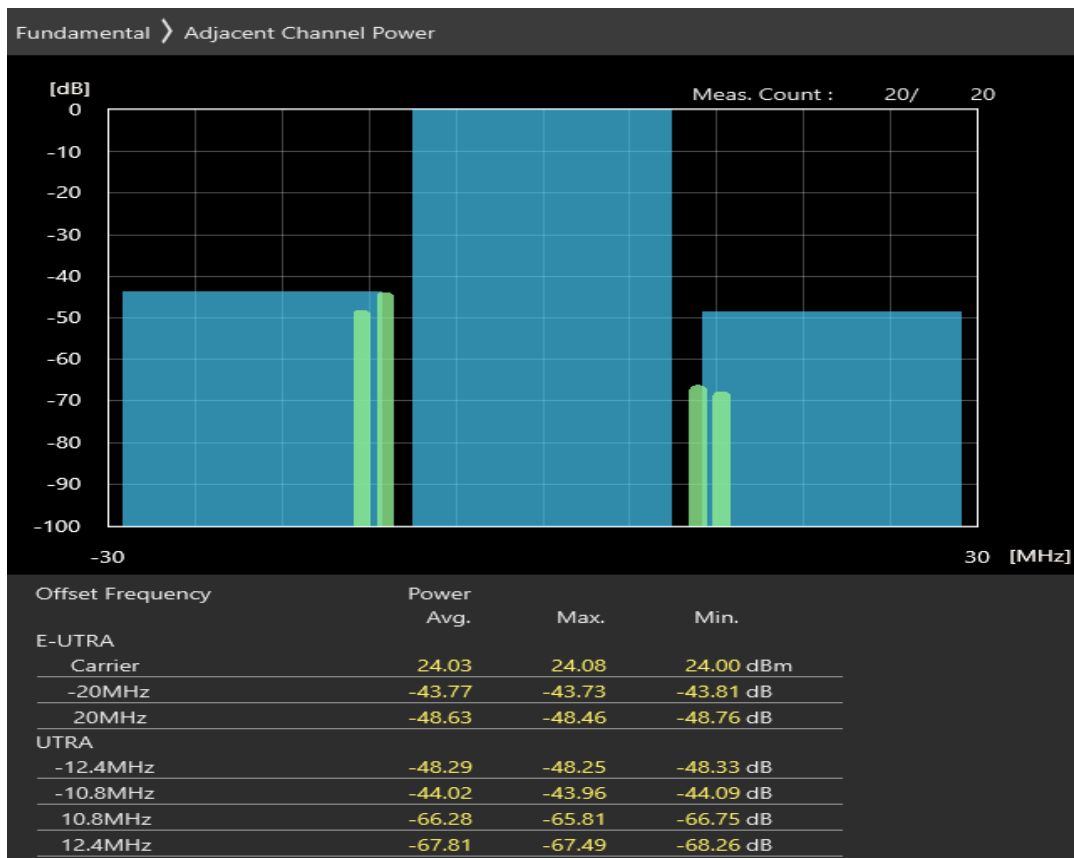 Fundamental 〉 Adjacent Channel Power
[dB]
Meas. Count : 20/ 20
0
-10
-20
-30
-40
-50
-60
-70
-80
-90
-100
-30 30 [MHz]
Offset Frequency Power
Avg. Max. Min.
E-UTRA
Carrier 24.03 24.08 24.00 dBm
-20MHz -43.77 -43.73 -43.81 dB
20MHz -48.63 -48.46 -48.76 dB
UTRA
-12.4MHz -48.29 -48.25 -48.33 dB
-10.8MHz -44.02 -43.96 -44.09 dB
10.8MHz -66.28 -65.81 -66.75 dB
12.4MHz -67.81 -67.49 -68.26 dB